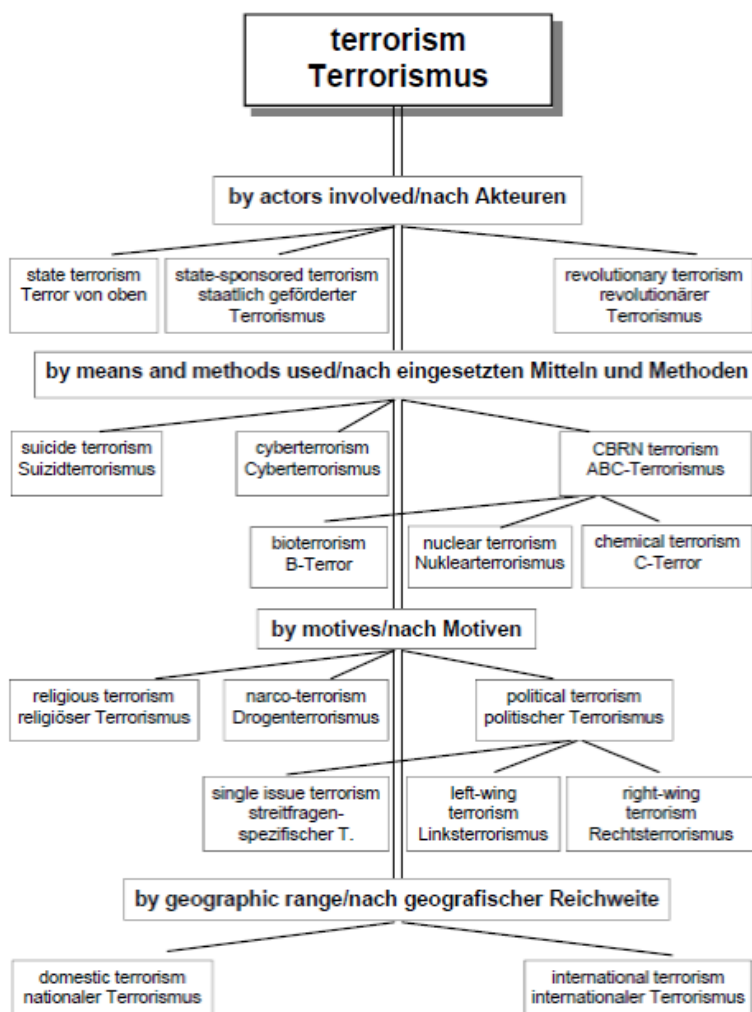 terrorism
Terrorismus
by actors involved/nach Akteuren
state terrorism
Terror von oben
state-sponsored terrorism
staatlich geförderter
Terrorismus
revolutionary terrorism
revolutionärer
Terrorismus
by means and methods used/nach eingesetzten Mitteln und Methoden
suicide terrorism
Suizidterrorismus
cyberterrorism
Cyberterrorismus
CBRN terrorism
ABC-Terrorismus
bioterrorism
B-Terror
nuclear terrorism
Nuklearterrorismus
chemical terrorism
C-Terror
by motives/nach Motiven
religious terrorism
religiöser Terrorismus
narco-terrorism
Drogenterrorismus
political terrorism
politischer Terrorismus
single issue terrorism
streitfragen-
spezifischer T.
left-wing
terrorism
Linksterrorismus
right-wing
terrorism
Rechtsterrorismus
by geographic range/nach geografischer Reichweite
domestic terrorism
nationaler Terrorismus
international terrorism
internationaler Terrorismus